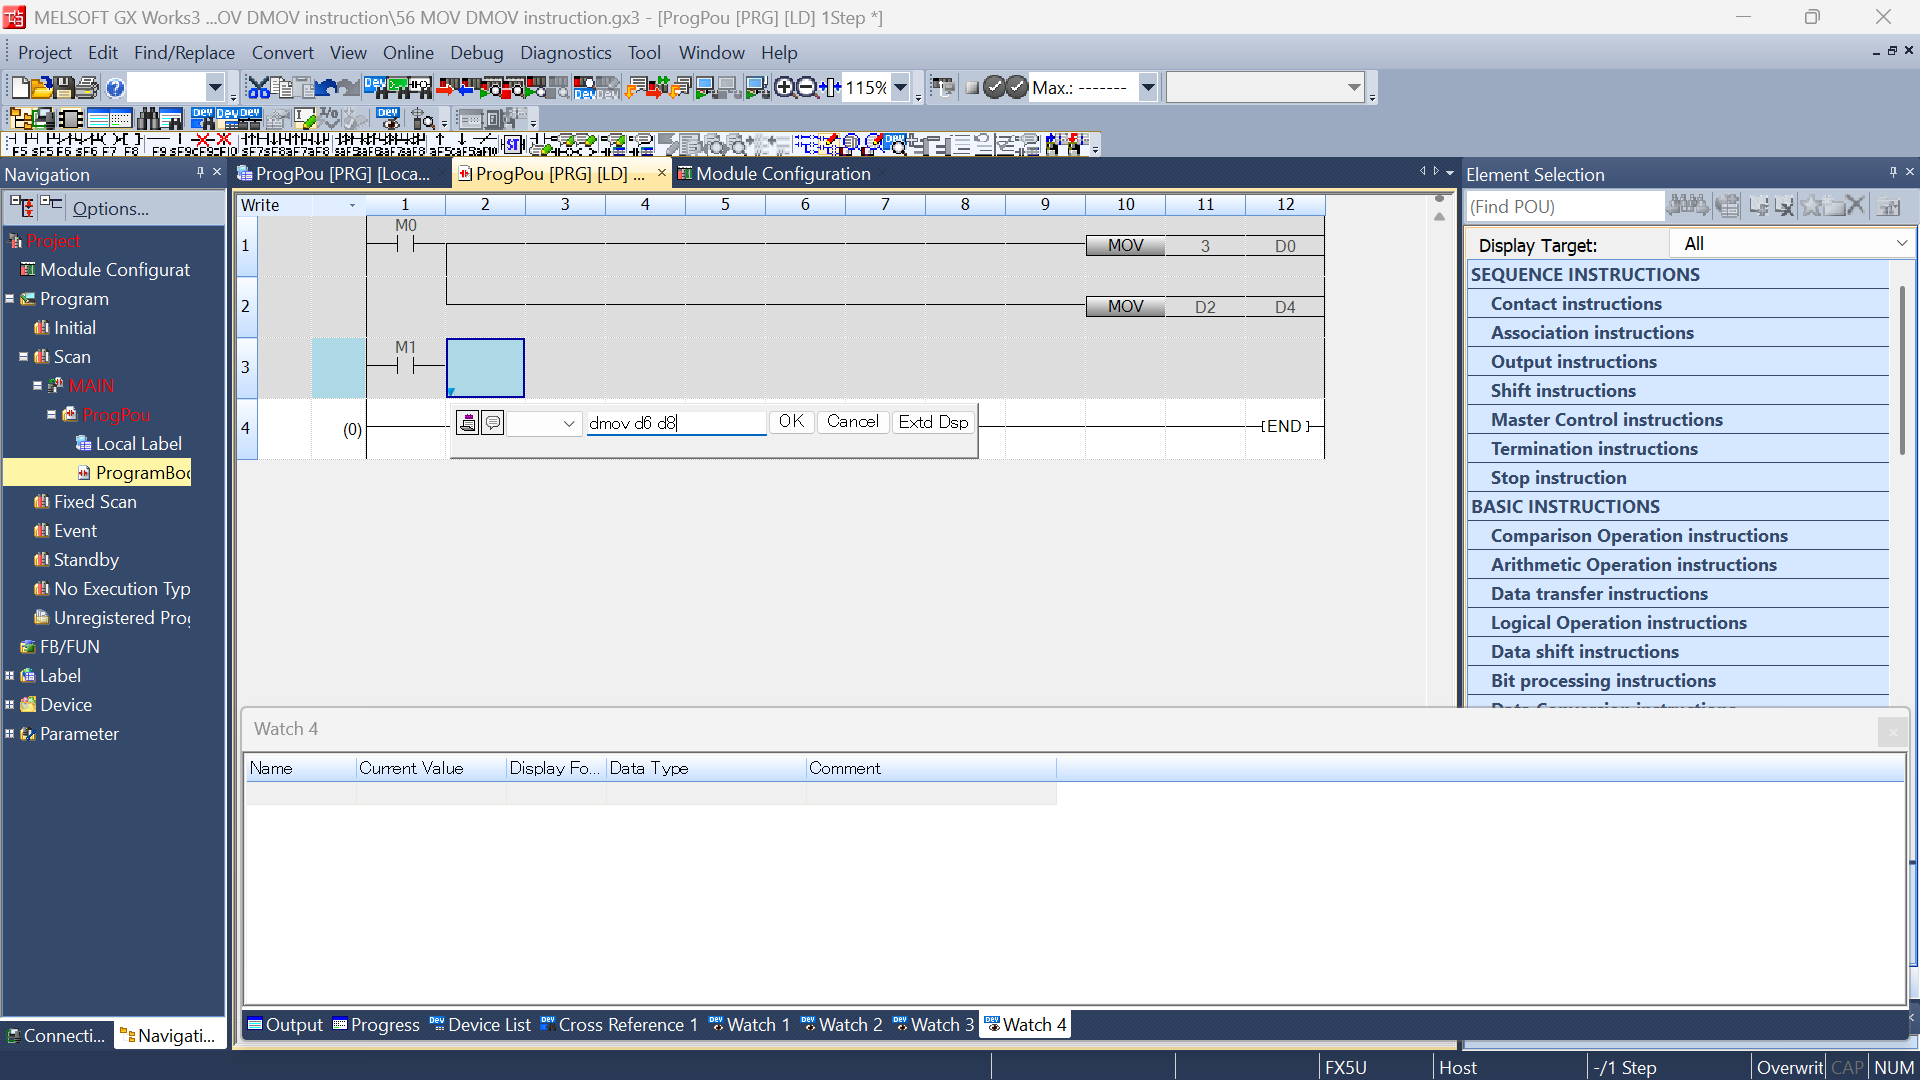 MELSOFT GX Works3 ...OV DMOV instruction\56 MOV DMOV instruction.gx3 - [ProgPou [PRG] [LD] 1Step *]
Project Edit Find/Replace Convert View Online Debug Diagnostics Tool Window Help
115% Max.: -------
Navigation
Options...
Project
Module Configurat
Program
Initial
Scan
MAIN
ProgPou
Local Label
ProgramBo
Fixed Scan
Event
Standby
No Execution Typ
Unregistered Pro
FB/FUN
Label
Device
Parameter
Connecti...
Navigati...
ProgPou [PRG] [Loca...
ProgPou [PRG] [LD] ...
Module Configuration
Write 1 2 3 4 5 6 7 8 9 10 11 12
M0
1 MOV 3 D0
2 MOV D2 D4
M1
3
4 (0) dmov d6 d8 OK Cancel Extd Dsp END
Element Selection
(Find POU)
Display Target: All
SEQUENCE INSTRUCTIONS
Contact instructions
Association instructions
Output instructions
Shift instructions
Master Control instructions
Termination instructions
Stop instruction
BASIC INSTRUCTIONS
Comparison Operation instructions
Arithmetic Operation instructions
Data transfer instructions
Logical Operation instructions
Data shift instructions
Bit processing instructions
Watch 4
Name Current Value Display Fo... Data Type Comment
Output Progress Device List Cross Reference 1 Watch 1 Watch 2 Watch 3 Watch 4
FX5U Host -/1 Step Overwrit CAP NUM